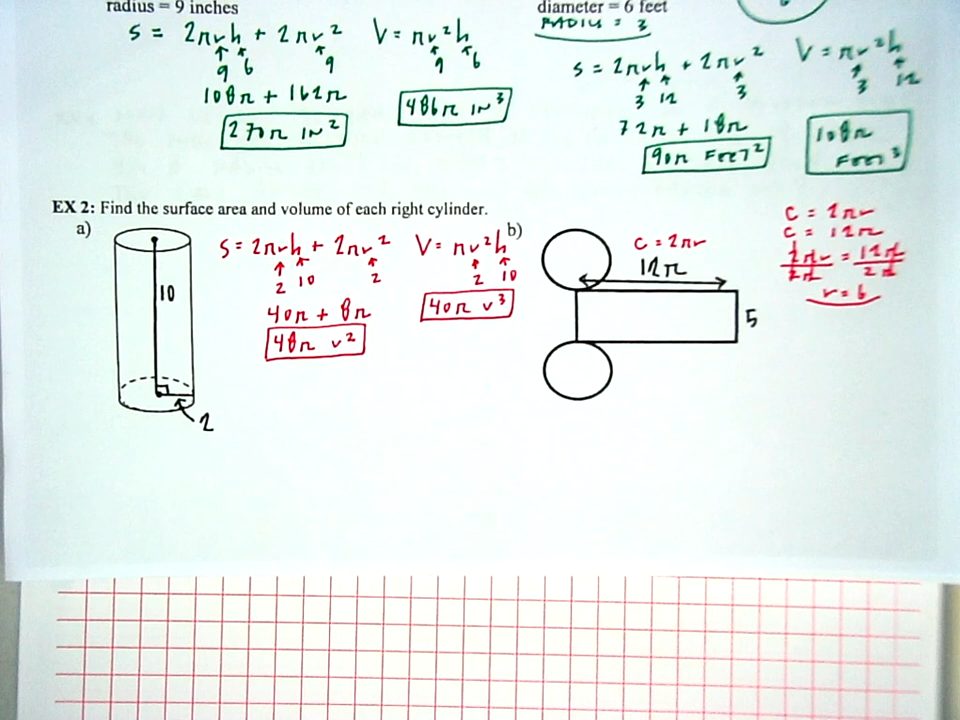 radius = 9 inches
S = 2πrh + 2πr²
9 6 9
108π + 162π
270π IN²
V = πr²h
9 6
486π IN³
diameter = 6 feet
RADIUS = 3
S = 2πrh + 2πr²
3 12 3
72π + 18π
90π FEET²
V = πr²h
3 12
108π
FEET³
EX 2: Find the surface area and volume of each right cylinder.
a)
10
2
S = 2πrh + 2πr²
2 10 2
40π + 8π
48π u²
V = πr²h
2 10
40π u³
b)
C = 2πr
12π
5
C = 2πr
C = 12π
2πr = 12π
2π 2π
r = 6